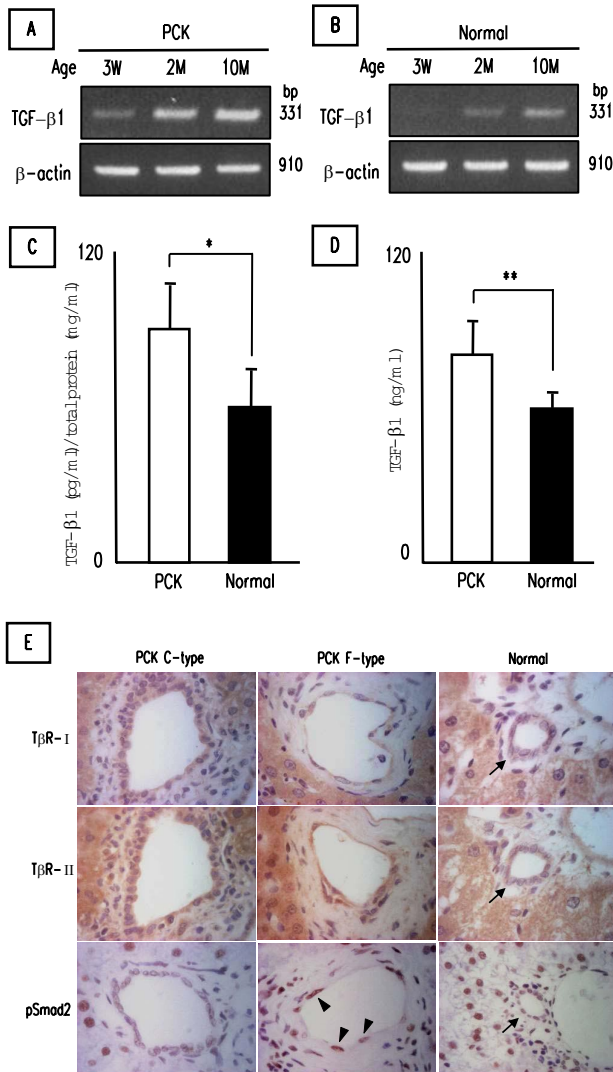 A
PCK
Age 3W 2M 10M
bp
TGF-β1 331
β-actin 910
B
Normal
Age 3W 2M 10M
bp
TGF-β1 331
β-actin 910
C
120
*
TGF-β1 (pg/ml)/total protein (mg/ml)
0
PCK Normal
D
120
**
TGF-β1 (ng/ml)
0
PCK Normal
E
PCK C-type PCK F-type Normal
TβR-I
TβR-II
pSmad2